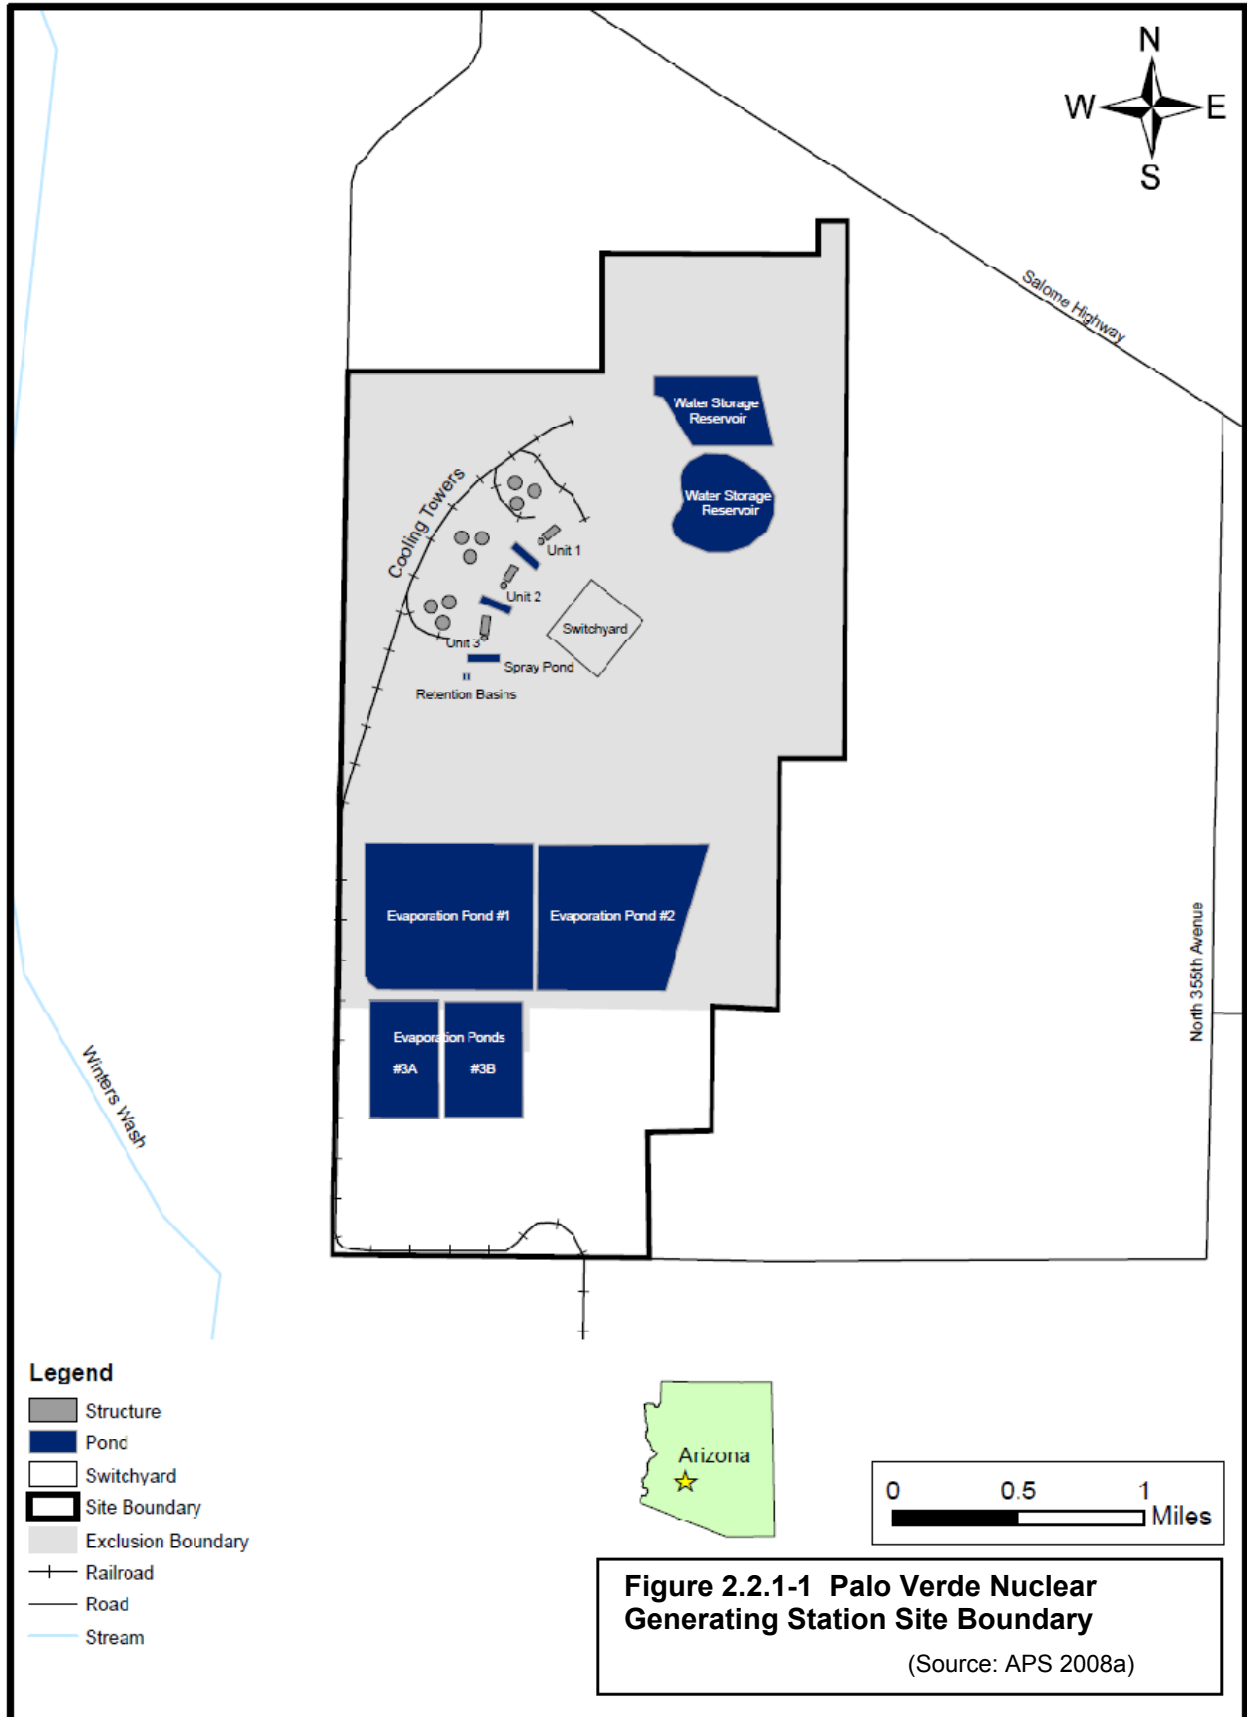 N
W E
S
Salome Highway
Water Storage
Reservoir
Water Storage
Reservoir
Cooling Towers
Unit 1
Unit 2
Switchyard
Unit 3
Spray Pond
Retention Basins
Evaporation Pond #1
Evaporation Pond #2
North 355th Avenue
Evaporation Ponds
#3A #3B
Winters Wash
Legend
Structure
Pond
Switchyard
Site Boundary
Exclusion Boundary
Railroad
Road
Stream
Arizona
0 0.5 1
Miles
Figure 2.2.1-1 Palo Verde Nuclear
Generating Station Site Boundary
(Source: APS 2008a)